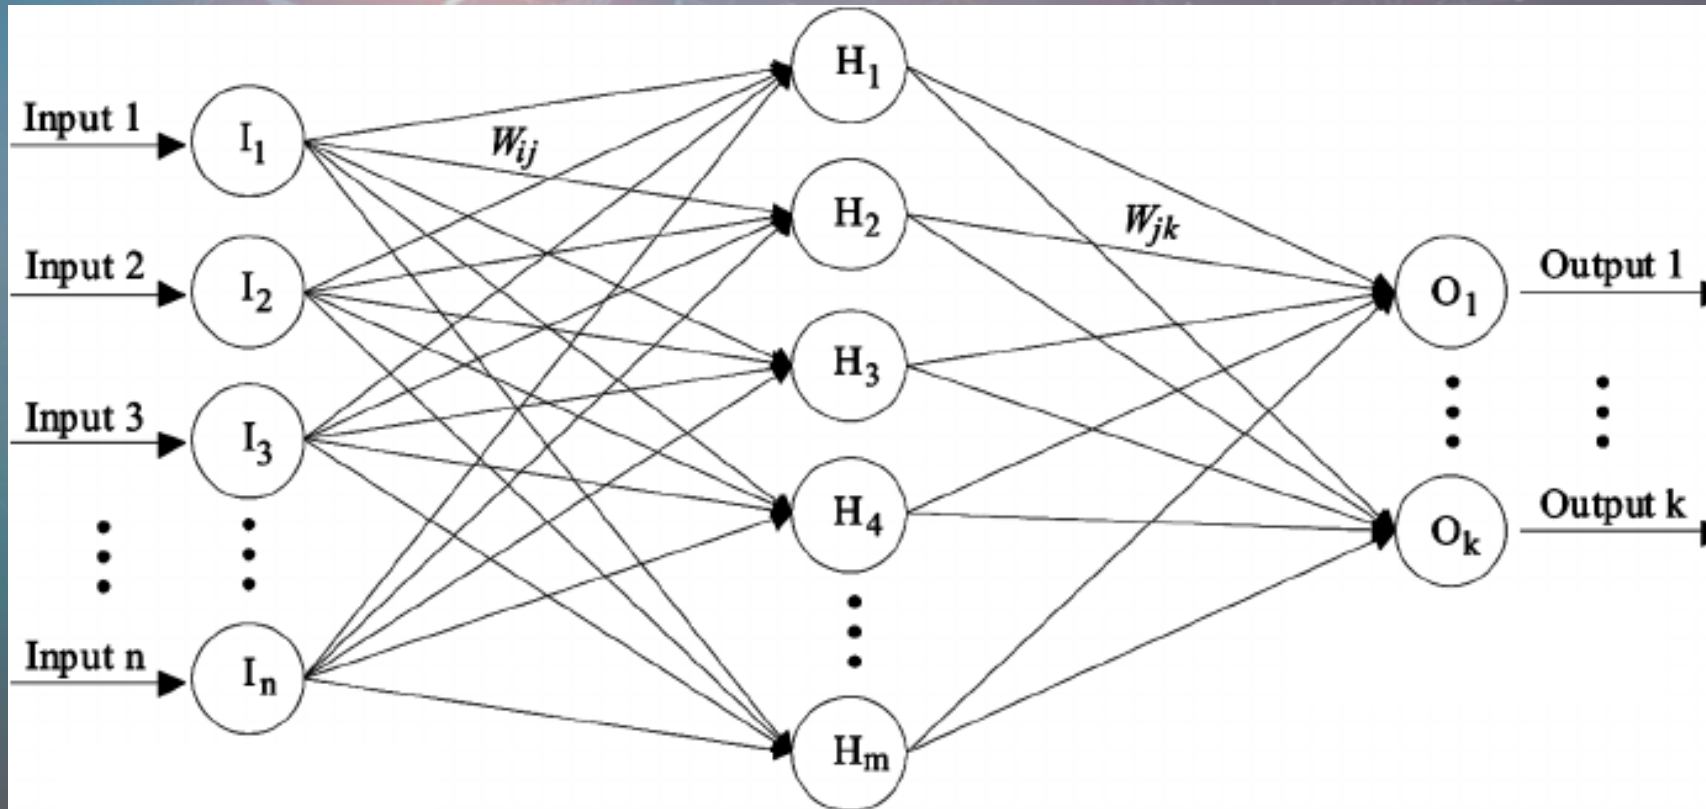 Input 1
Input 2
Input 3
Input n
I1
I2
I3
In
Wij
H1
H2
H3
H4
Hm
Wjk
O1
Ok
Output 1
Output k